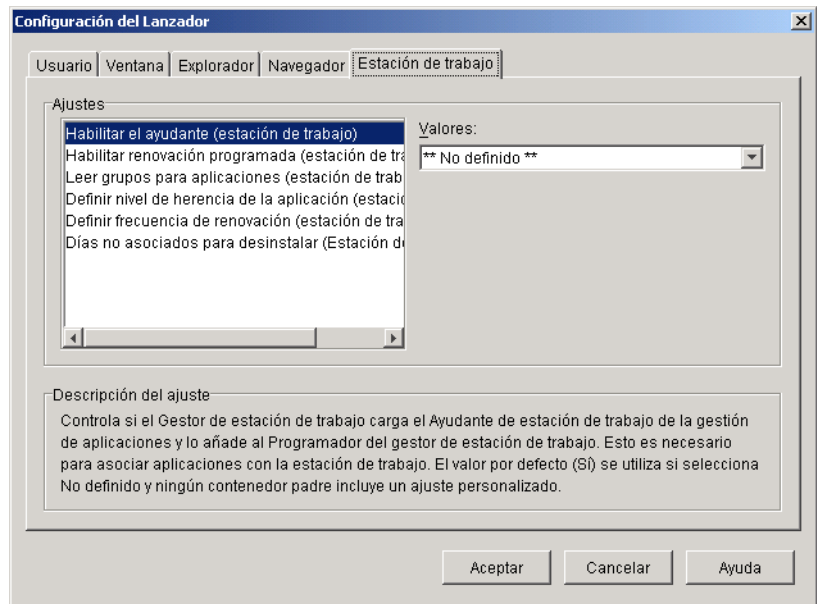 Configuración del Lanzador
Usuario Ventana Explorador Navegador Estación de trabajo
Ajustes
Habilitar el ayudante (estación de trabajo)
Habilitar renovación programada (estación de tra
Leer grupos para aplicaciones (estación de trab
Definir nivel de herencia de la aplicación (estació
Definir frecuencia de renovación (estación de tra
Días no asociados para desinstalar (Estación de
Valores:
** No definido **
Descripción del ajuste
Controla si el Gestor de estación de trabajo carga el Ayudante de estación de trabajo de la gestión
de aplicaciones y lo añade al Programador del gestor de estación de trabajo. Esto es necesario
para asociar aplicaciones con la estación de trabajo. El valor por defecto (Sí) se utiliza si selecciona
No definido y ningún contenedor padre incluye un ajuste personalizado.
Aceptar Cancelar Ayuda